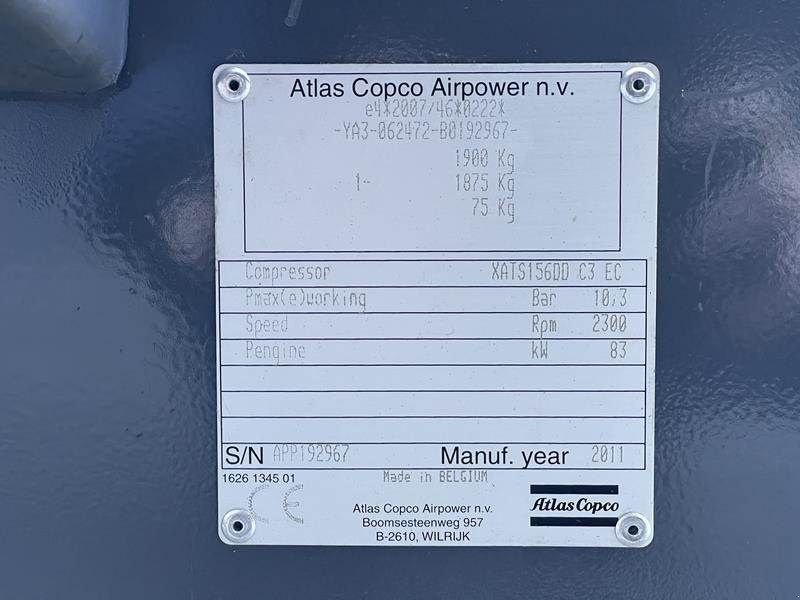 Atlas Copco Airpower n.v.
e4*2007/46*0222*
-YA3-062472-B0192967-
1900 Kg
1- 1875 Kg
75 Kg
Compressor XATS156DD C3 EC
Pmax(e)working Bar 10,3
Speed Rpm 2300
Pengine kW 83
S/N APP192967 Manuf. year 2011
1626 1345 01 Made in BELGIUM
CE
Atlas Copco Airpower n.v.
Boomsesteenweg 957
B-2610, WILRIJK
Atlas Copco